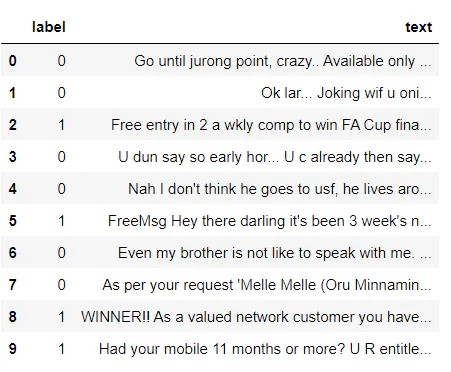 label text
0 0 Go until jurong point, crazy.. Available only ...
1 0 Ok lar... Joking wif u oni...
2 1 Free entry in 2 a wkly comp to win FA Cup fina...
3 0 U dun say so early hor... U c already then say...
4 0 Nah I don't think he goes to usf, he lives aro...
5 1 FreeMsg Hey there darling it's been 3 week's n...
6 0 Even my brother is not like to speak with me. ...
7 0 As per your request 'Melle Melle (Oru Minnamin...
8 1 WINNER!! As a valued network customer you have...
9 1 Had your mobile 11 months or more? U R entitle...